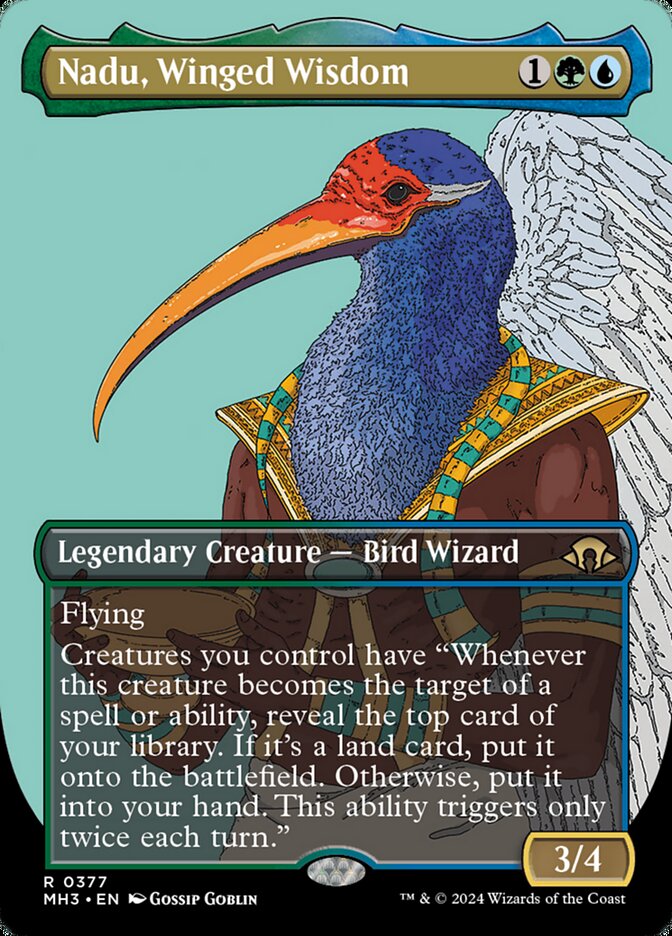 Nadu, Winged Wisdom 1
Legendary Creature — Bird Wizard
Flying
Creatures you control have “Whenever
this creature becomes the target of a
spell or ability, reveal the top card of
your library. If it’s a land card, put it
onto the battlefield. Otherwise, put it
into your hand. This ability triggers only
twice each turn.”
3/4
R 0377
MH3 • EN Gossip Goblin ™ & © 2024 Wizards of the Coast